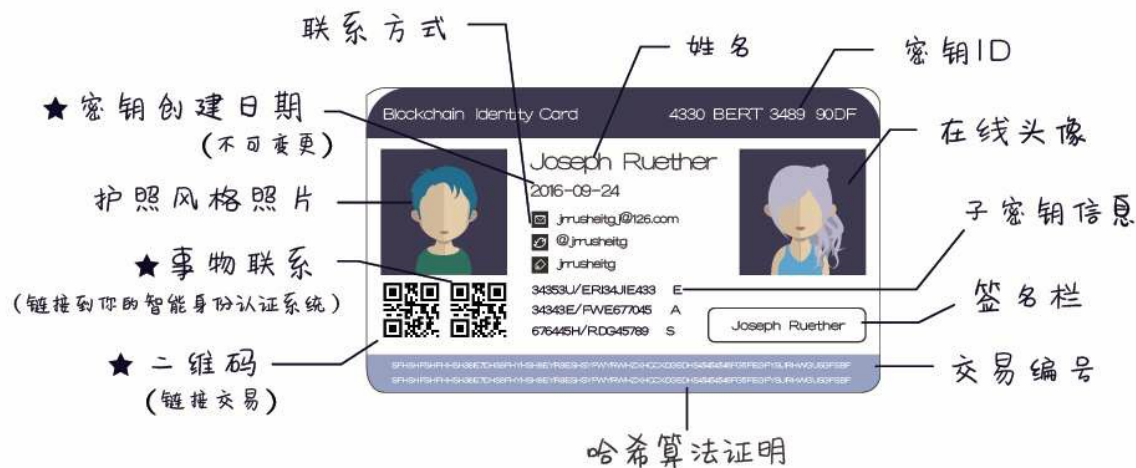 联系方式
姓名
密钥ID
★密钥创建日期
(不可变更)
Blockchain Identity Card
4330 BERT 3489 90DF
在线头像
Joseph Ruether
2016-09-24
护照风格照片
jrrusheitgj@126.com
子密钥信息
@jrrusheitg
★事物联系
jrrusheitg
(链接到你的智能身份认证系统)
34353U/ERI34JIE433 E
签名栏
34343E/FWE677045 A
Joseph Ruether
676445H/RDG45789 S
★二维码
(链接交易)
交易编号
哈希算法证明